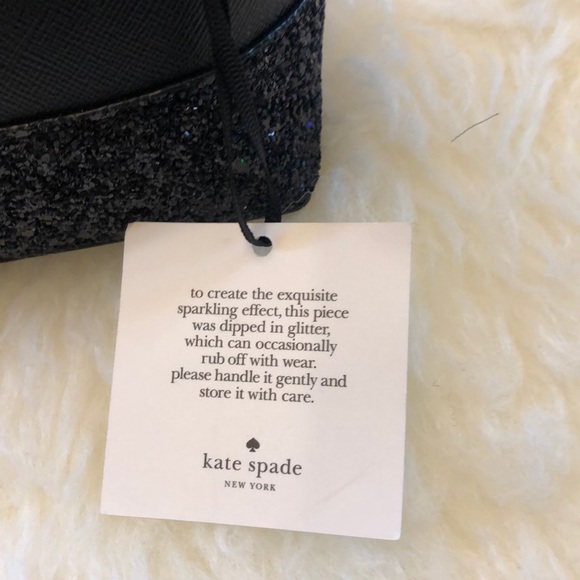 to create the exquisite
sparkling effect, this piece
was dipped in glitter,
which can occasionally
rub off with wear.
please handle it gently and
store it with care.
kate spade
NEW YORK